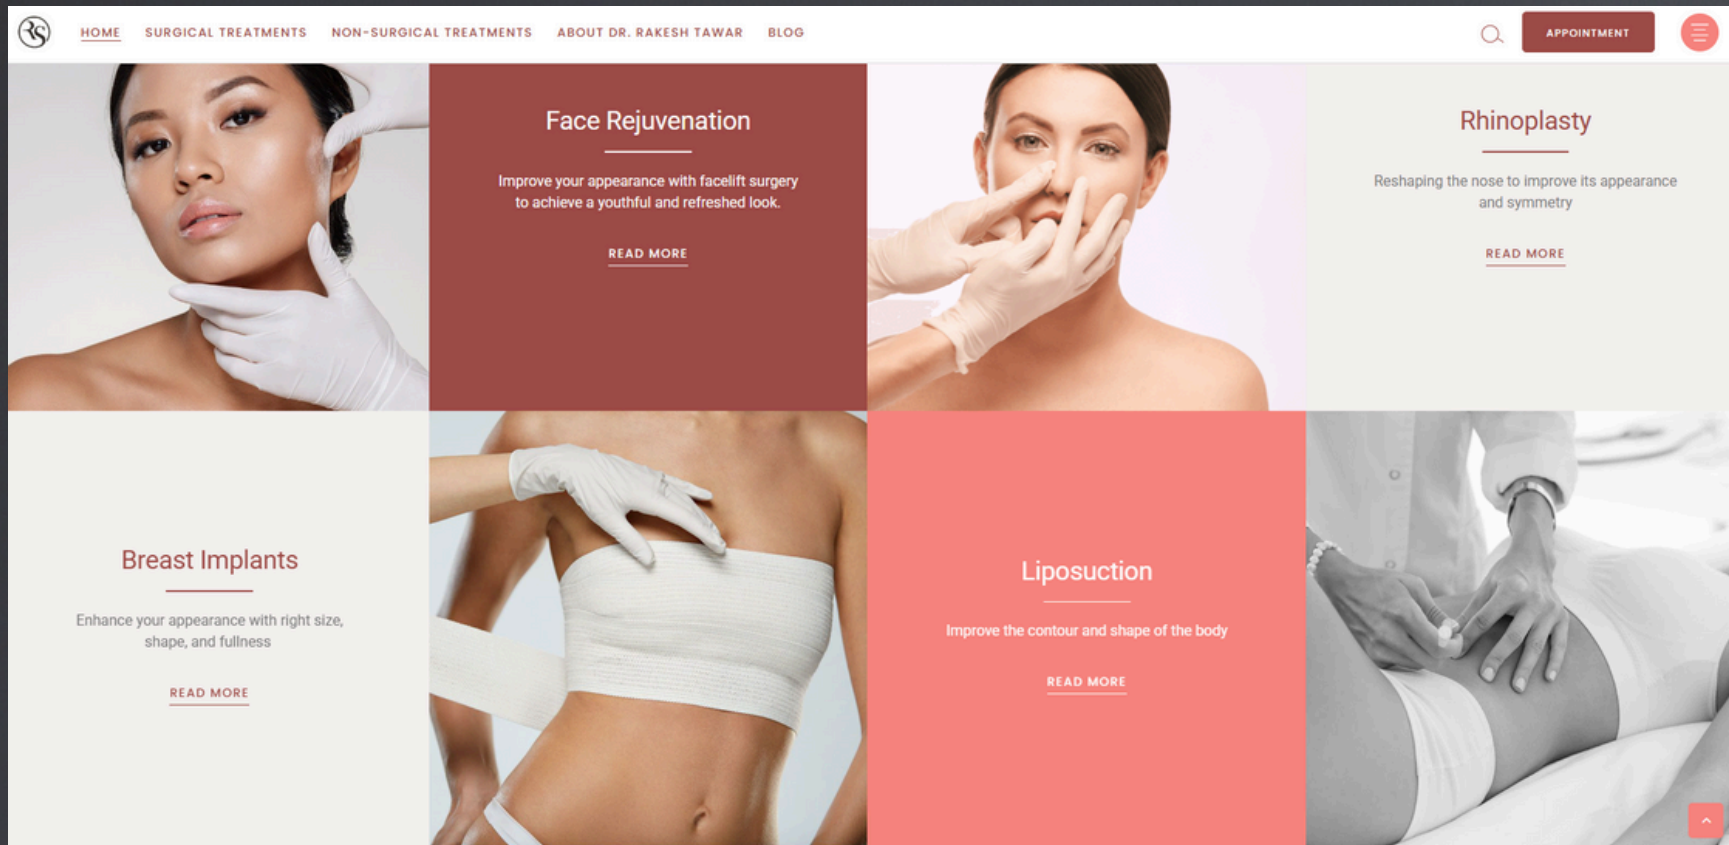 RS
HOME
SURGICAL TREATMENTS
NON-SURGICAL TREATMENTS
ABOUT DR. RAKESH TAWAR
BLOG
APPOINTMENT
Face Rejuvenation
Improve your appearance with facelift surgery
to achieve a youthful and refreshed look.
READ MORE
Rhinoplasty
Reshaping the nose to improve its appearance
and symmetry
READ MORE
Breast Implants
Enhance your appearance with right size,
shape, and fullness
READ MORE
Liposuction
Improve the contour and shape of the body
READ MORE